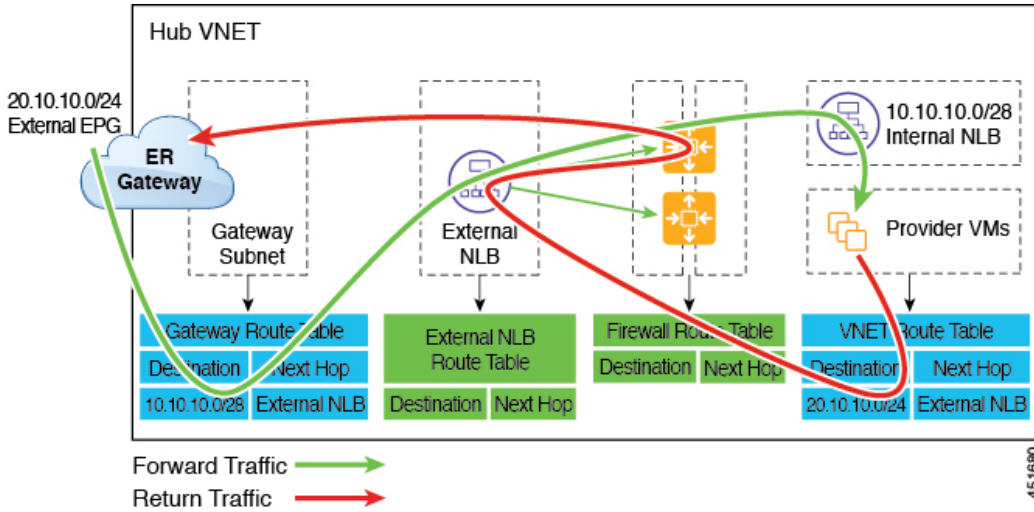 Hub VNET
20.10.10.0/24
External EPG
ER
Gateway
Gateway
Subnet
External
NLB
10.10.10.0/28
Internal NLB
Provider VMs
Gateway Route Table
Destination
Next Hop
10.10.10.0/28
External NLB
External NLB
Route Table
Destination
Next Hop
Firewall Route Table
Destination
Next Hop
VNET Route Table
Destination
Next Hop
20.10.10.0/24
External NLB
Forward Traffic
Return Traffic
451680